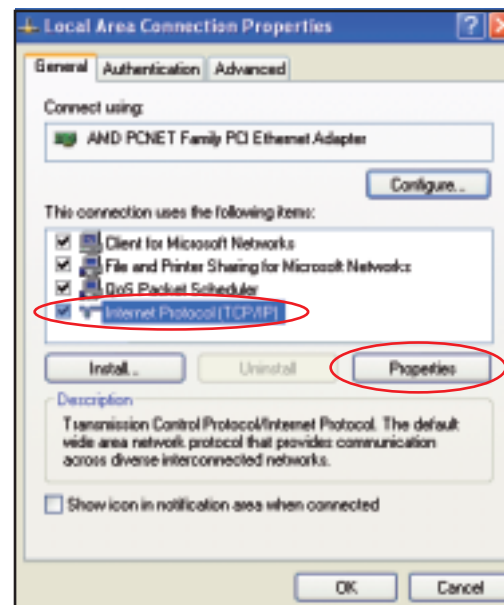 Local Area Connection Properties
General Authentication Advanced
Connect using:
AMD PCNET Family PCI Ethernet Adapter
Configure...
This connection uses the following items:
Client for Microsoft Networks
File and Printer Sharing for Microsoft Networks
QoS Packet Scheduler
Internet Protocol (TCP/IP)
Install... Uninstall Properties
Description
Transmission Control Protocol/Internet Protocol. The default
wide area network protocol that provides communication
across diverse interconnected networks.
Show icon in notification area when connected
OK Cancel